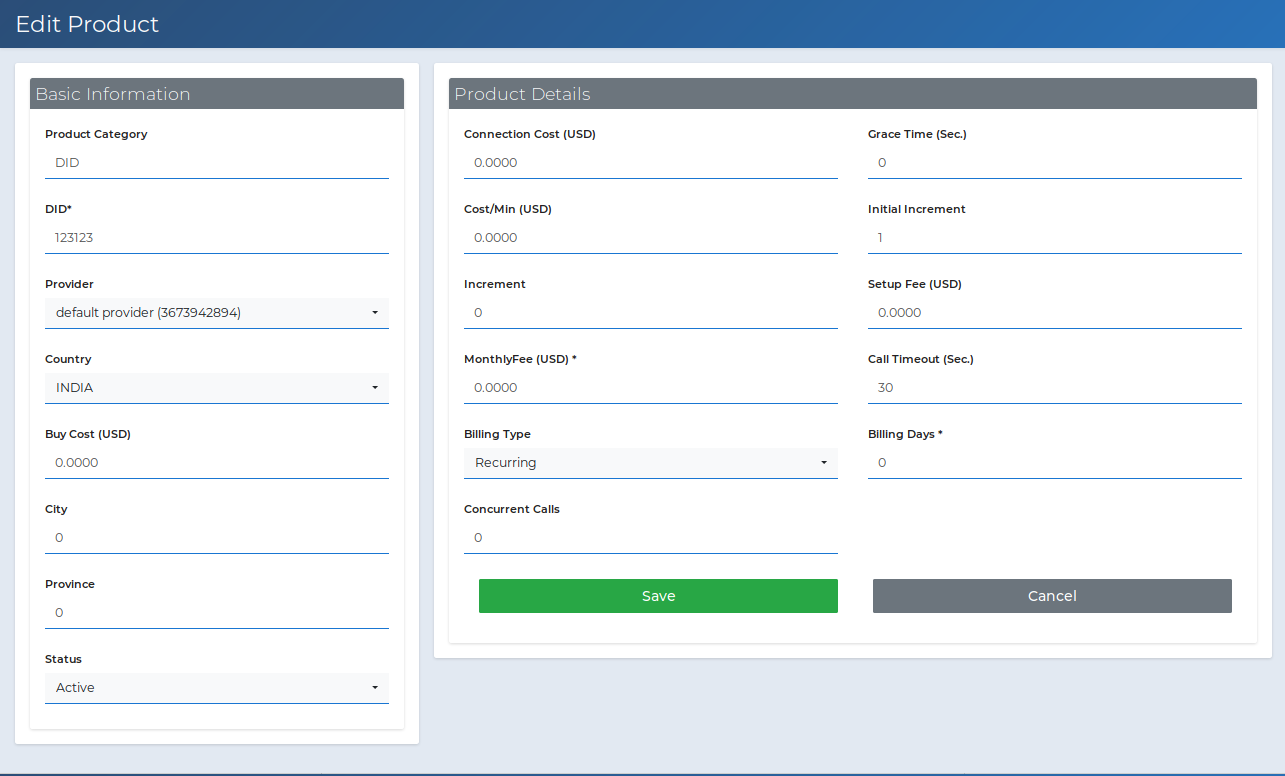 Edit Product
Basic Information
Product Category
DID
DID*
123123
Provider
default provider (3673942894)
Country
INDIA
Buy Cost (USD)
0.0000
City
0
Province
0
Status
Active
Product Details
Connection Cost (USD)
0.0000
Grace Time (Sec.)
0
Cost/Min (USD)
0.0000
Initial Increment
1
Increment
0
Setup Fee (USD)
0.0000
MonthlyFee (USD) *
0.0000
Call Timeout (Sec.)
30
Billing Type
Recurring
Billing Days *
0
Concurrent Calls
0
Save
Cancel